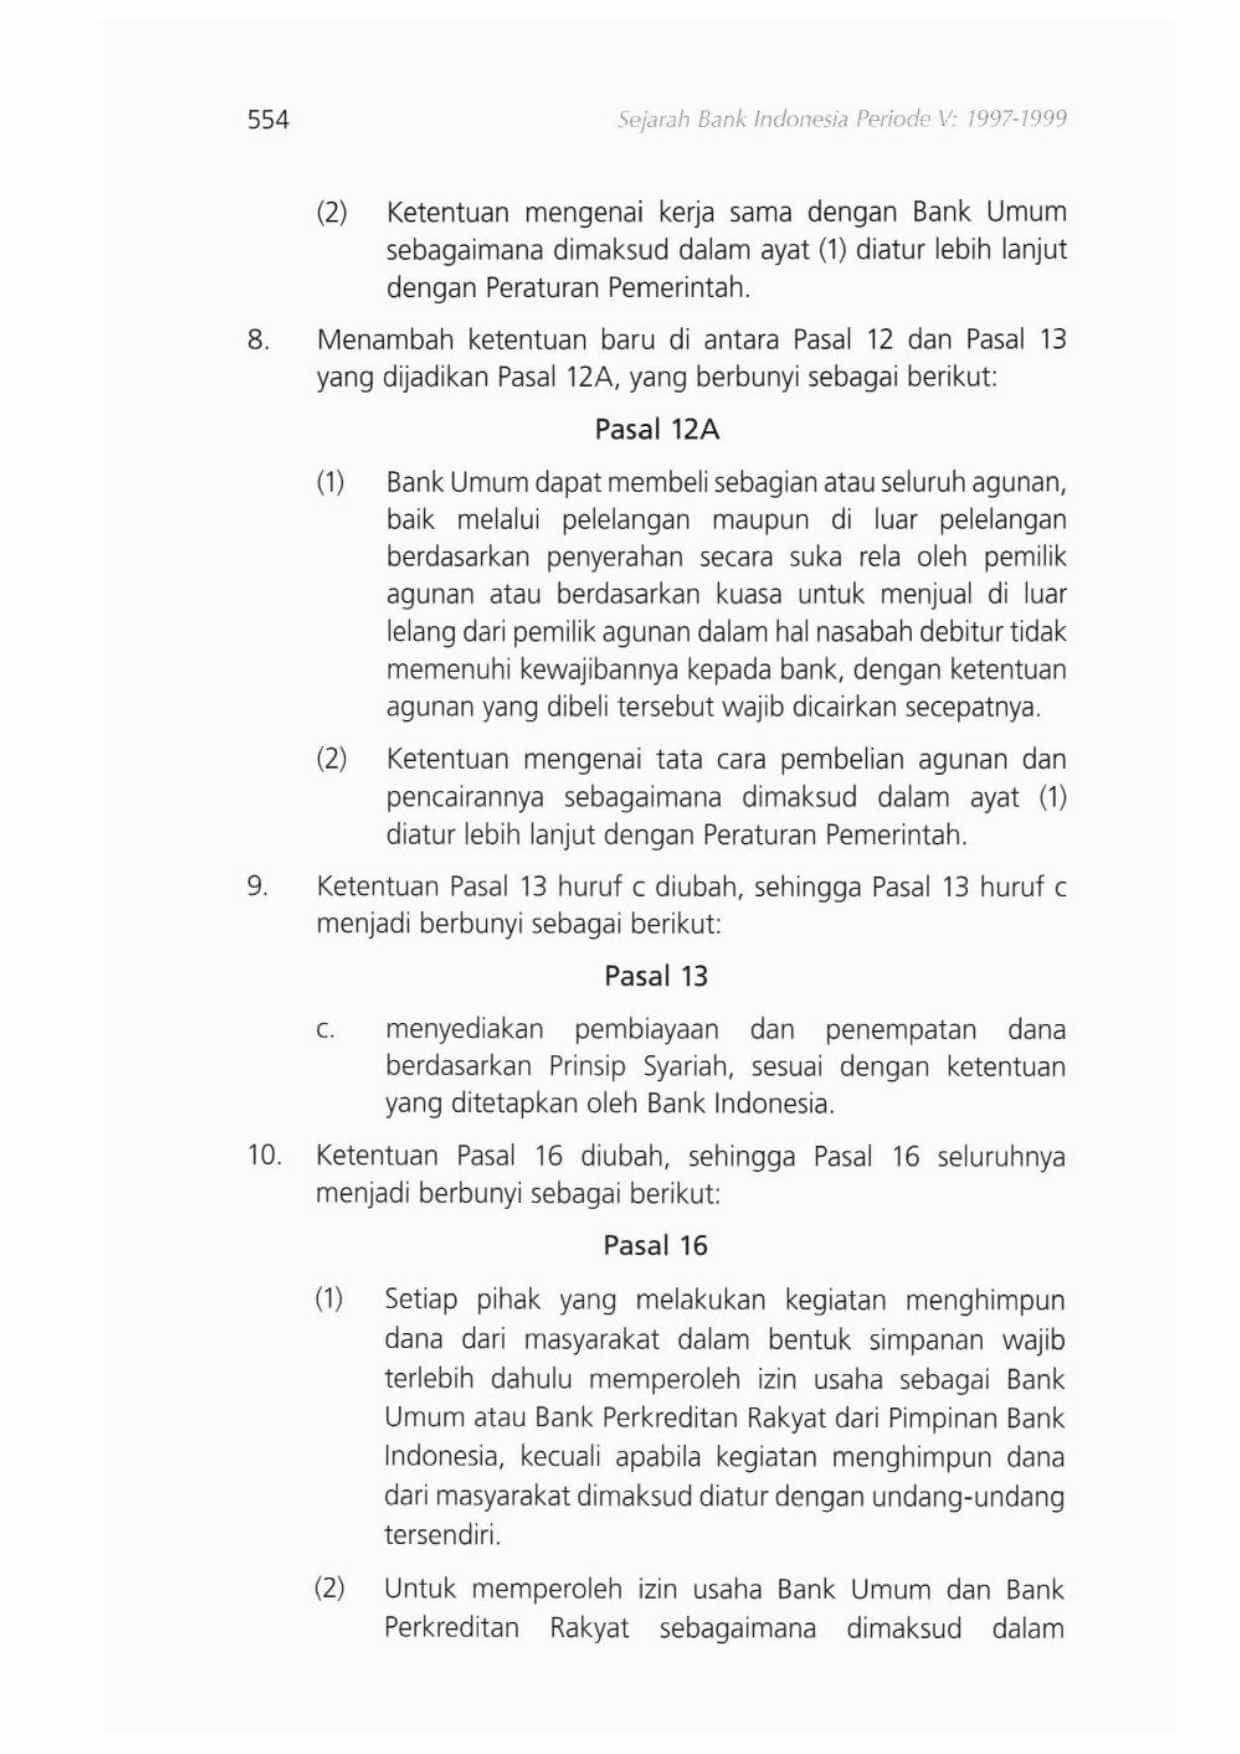 554
Sejarah Bank Indonesia Periode V: 1997-1999
(2) Ketentuan mengenai kerja sama dengan Bank Umum
sebagaimana dimaksud dalam ayat (1) diatur lebih lanjut
dengan Peraturan Pemerintah.
8. Menambah ketentuan baru di antara Pasal 12 dan Pasal 13
yang dijadikan Pasal 12A, yang berbunyi sebagai berikut:
Pasal 12A
(1) Bank Umum dapat membeli sebagian atau seluruh agunan,
baik melalui pelelangan maupun di luar pelelangan
berdasarkan penyerahan secara suka rela oleh pemilik
agunan atau berdasarkan kuasa untuk menjual di luar
lelang dari pemilik agunan dalam hal nasabah debitur tidak
memenuhi kewajibannya kepada bank, dengan ketentuan
agunan yang dibeli tersebut wajib dicairkan secepatnya.
(2) Ketentuan mengenai tata cara pembelian agunan dan
pencairannya sebagaimana dimaksud dalam ayat (1)
diatur lebih lanjut dengan Peraturan Pemerintah.
9. Ketentuan Pasal 13 huruf c diubah, sehingga Pasal 13 huruf c
menjadi berbunyi sebagai berikut:
Pasal 13
c. menyediakan pembiayaan dan penempatan dana
berdasarkan Prinsip Syariah, sesuai dengan ketentuan
yang ditetapkan oleh Bank Indonesia.
10. Ketentuan Pasal 16 diubah, sehingga Pasal 16 seluruhnya
menjadi berbunyi sebagai berikut:
Pasal 16
(1) Setiap pihak yang melakukan kegiatan menghimpun
dana dari masyarakat dalam bentuk simpanan wajib
terlebih dahulu memperoleh izin usaha sebagai Bank
Umum atau Bank Perkreditan Rakyat dari Pimpinan Bank
Indonesia, kecuali apabila kegiatan menghimpun dana
dari masyarakat dimaksud diatur dengan undang-undang
tersendiri.
(2) Untuk memperoleh izin usaha Bank Umum dan Bank
Perkreditan Rakyat sebagaimana dimaksud dalam